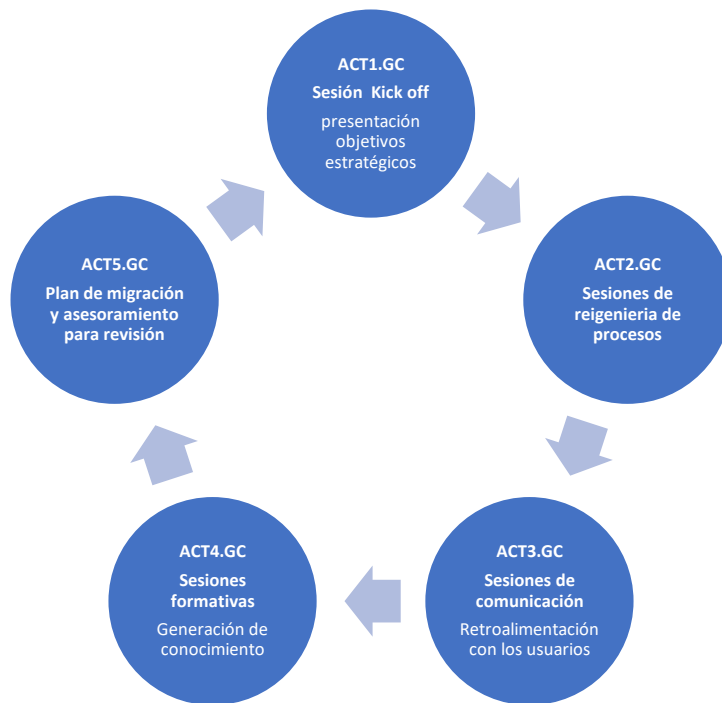 ACT1.GC
Sesión Kick off
presentación
objetivos
estratégicos
ACT2.GC
Sesiones de
reigenieria de
procesos
ACT3.GC
Sesiones de
comunicación
Retroalimentación
con los usuarios
ACT4.GC
Sesiones
formativas
Generación de
conocimiento
ACT5.GC
Plan de migración
y asesoramiento
para revisión